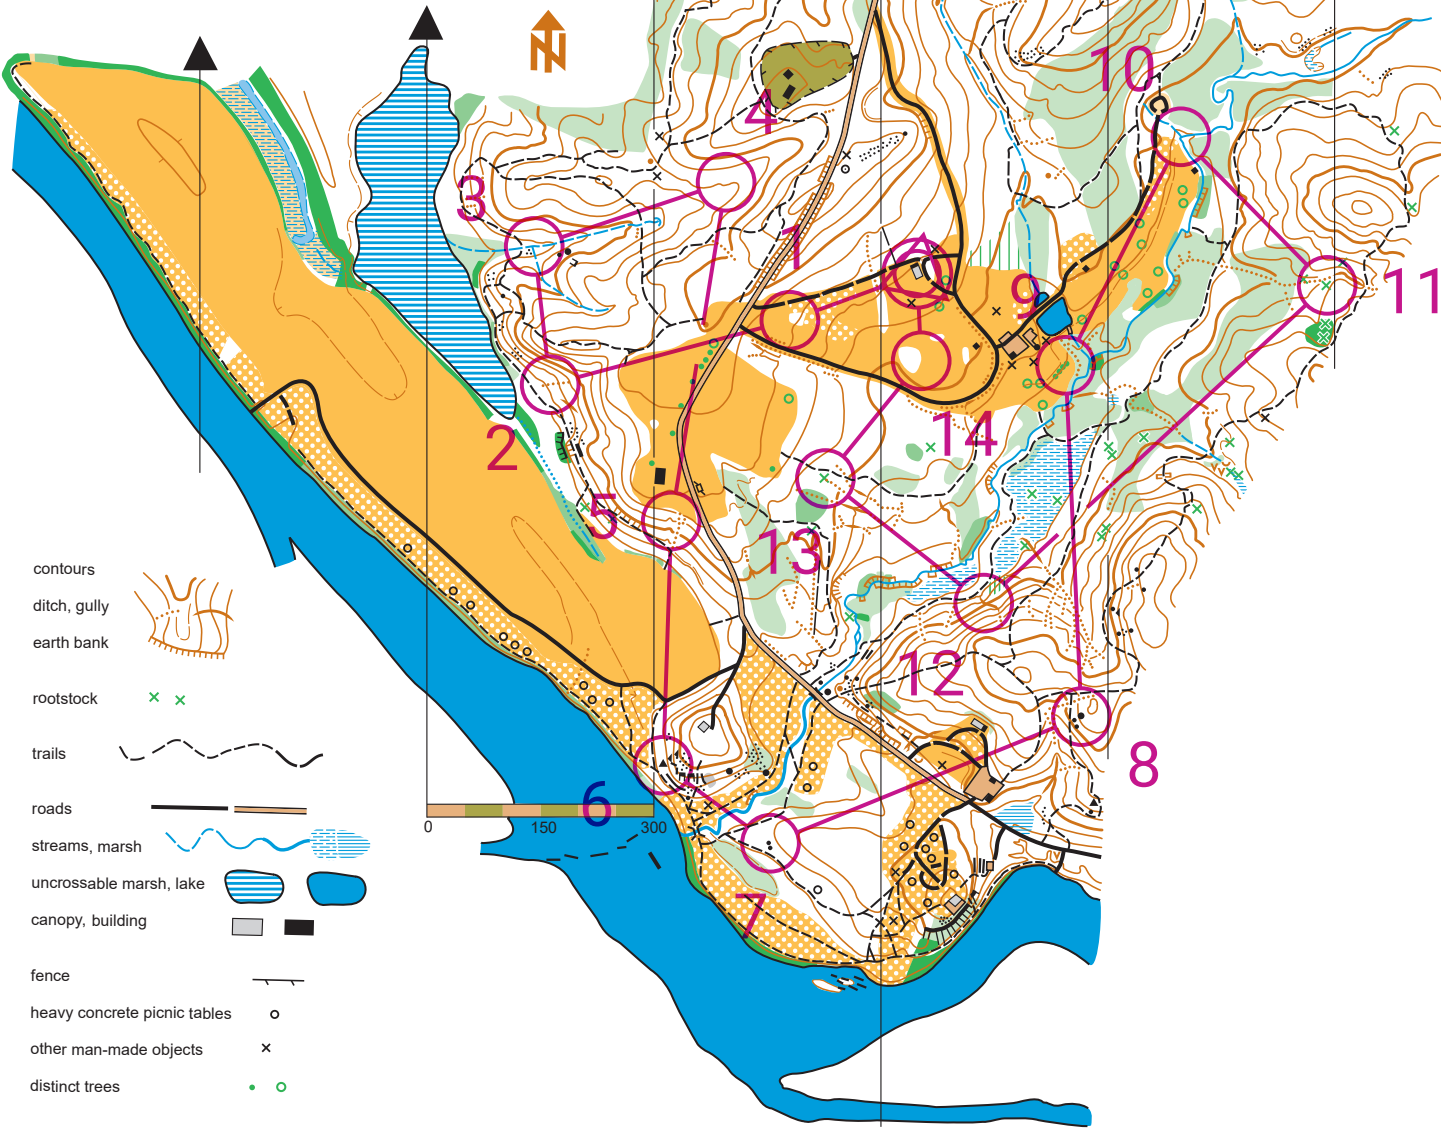 N
10
4
3
1
11
9
2
14
5
13
12
8
6
7
0
150
300
contours
ditch, gully
earth bank
rootstock
trails
roads
streams, marsh
uncrossable marsh, lake
canopy, building
fence
heavy concrete picnic tables
other man-made objects
distinct trees